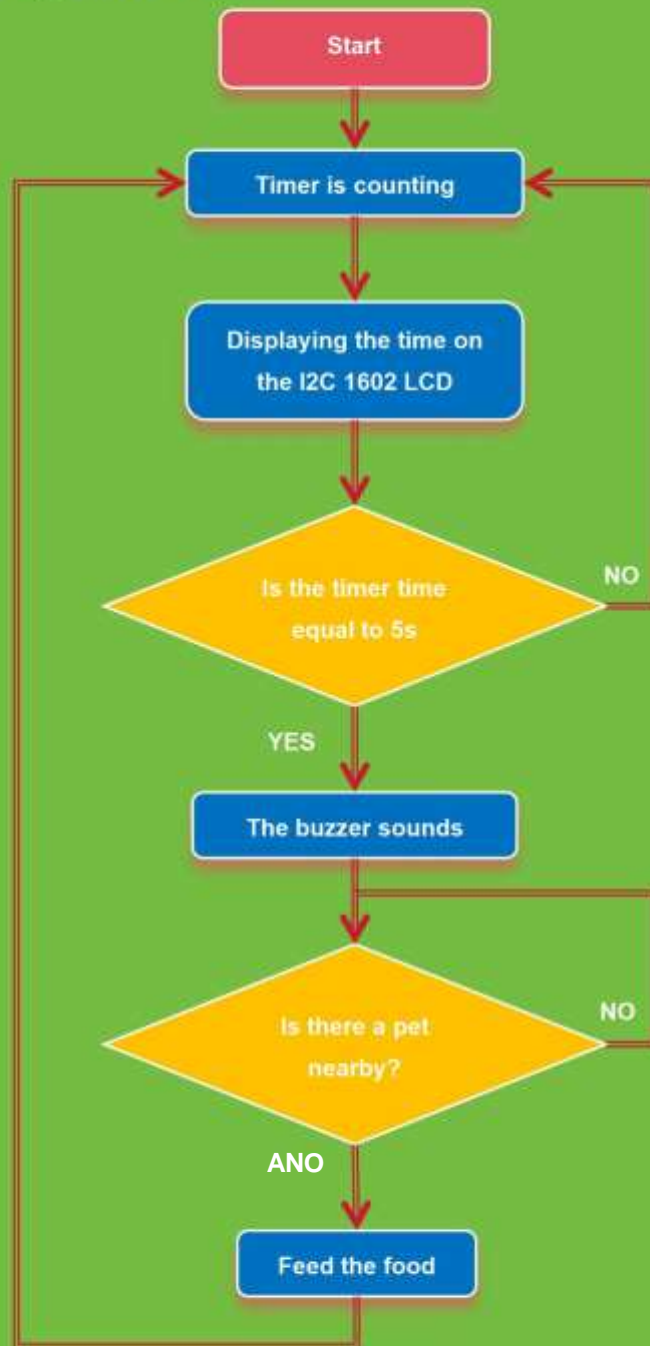 Start
Timer is counting
Displaying the time on
the I2C 1602 LCD
Is the timer time
equal to 5s
NO
YES
The buzzer sounds
Is there a pet
nearby?
NO
ANO
Feed the food